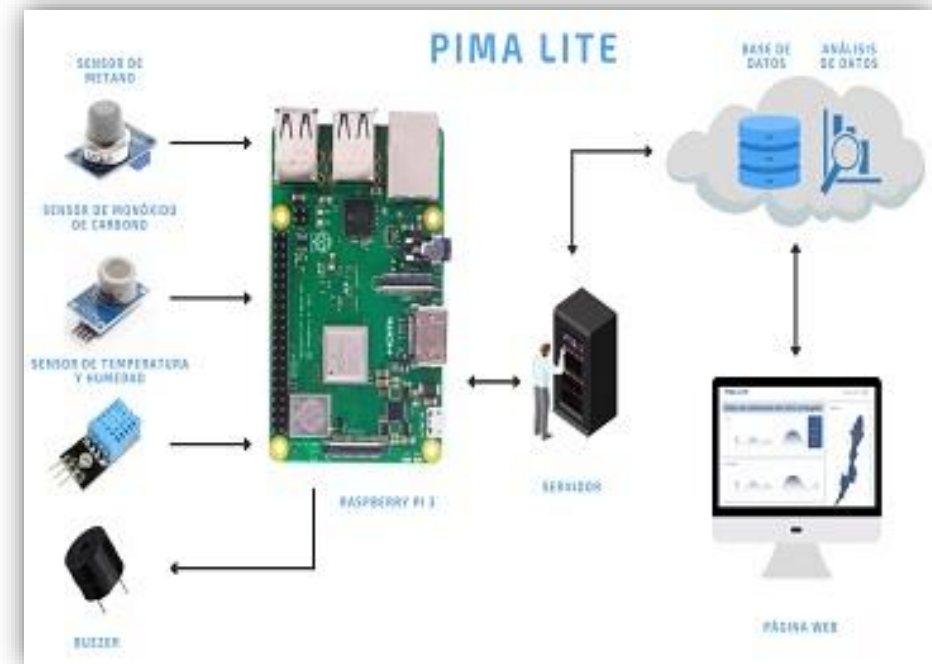 PIMA LITE
SENSOR DE
METANO
SENSOR DE MONÓXIDO
DE CARBONO
SENSOR DE TEMPERATURA
Y HUMEDAD
BUZZER
RASPBERRY PI 3
SERVIDOR
BASE DE
DATOS
ANÁLISIS
DE DATOS
PÁGINA WEB